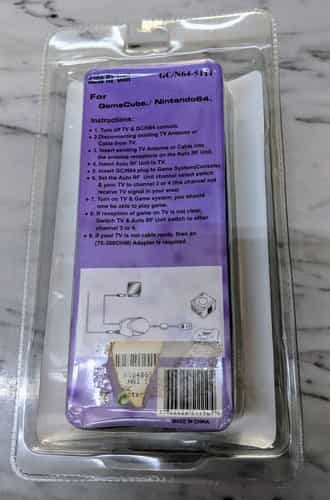 GC/N64-5111
For
GameCube./ Nintendo64.
Instructions:
1. Turn off TV & GC/N64 console.
2.Disconnecting existing TV Antenna or
Cable from TV.
3. Insert existing TV Antenna or Cable into
the antenna receptacle on the Auto RF Unit.
4. Insert Auto RF Unit to TV.
5. Insert GC/N64 plug to Game System(Console)
6. Set the Auto RF Unit channel select switch
& your TV to channel 3 or 4 (the channel not
receive TV signal in your area)
7. Turn on TV & Game system, you should
now be able to play game.
8. If reception of game on TV is not clear,
Switch TV & Auto RF Unit switch to other
channel 3 or 4.
9. If your TV is not cable ready, then an
(75-300OHM) Adapter is required.
MADE IN CHINA